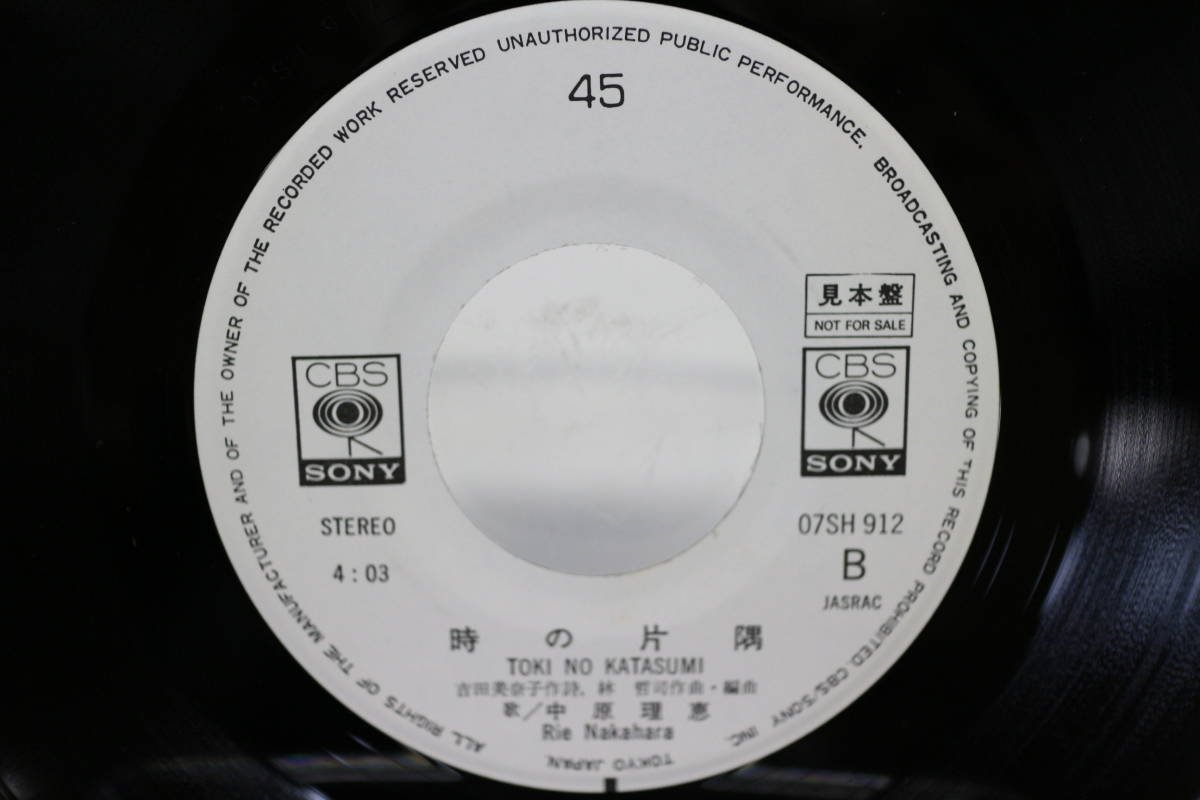 ALL RIGHTS OF THE MANUFACTURER AND OF THE OWNER OF THE RECORDED WORK RESERVED UNAUTHORIZED PUBLIC PERFORMANCE. BROADCASTING AND COPYING OF THIS RECORD PROHIBITED. CBS/SONY INC. TOKYO JAPAN.
45
見本盤
NOT FOR SALE
CBS
SONY
CBS
SONY
STEREO
4:03
07SH 912
B
JASRAC
時の片隅
TOKI NO KATASUMI
吉田美奈子作詩、林 哲司作曲・編曲
歌/中原理恵
Rie Nakahara